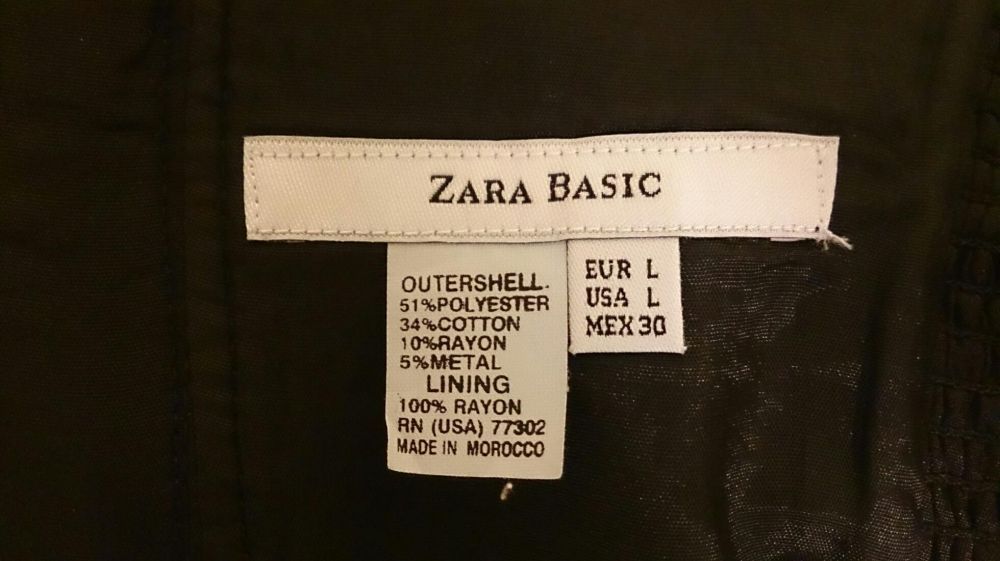 ZARA BASIC
OUTERSHELL.
51%POLYESTER
34%COTTON
10%RAYON
5%METAL
LINING
100% RAYON
RN (USA) 77302
MADE IN MOROCCO
EUR L
USA L
MEX 30